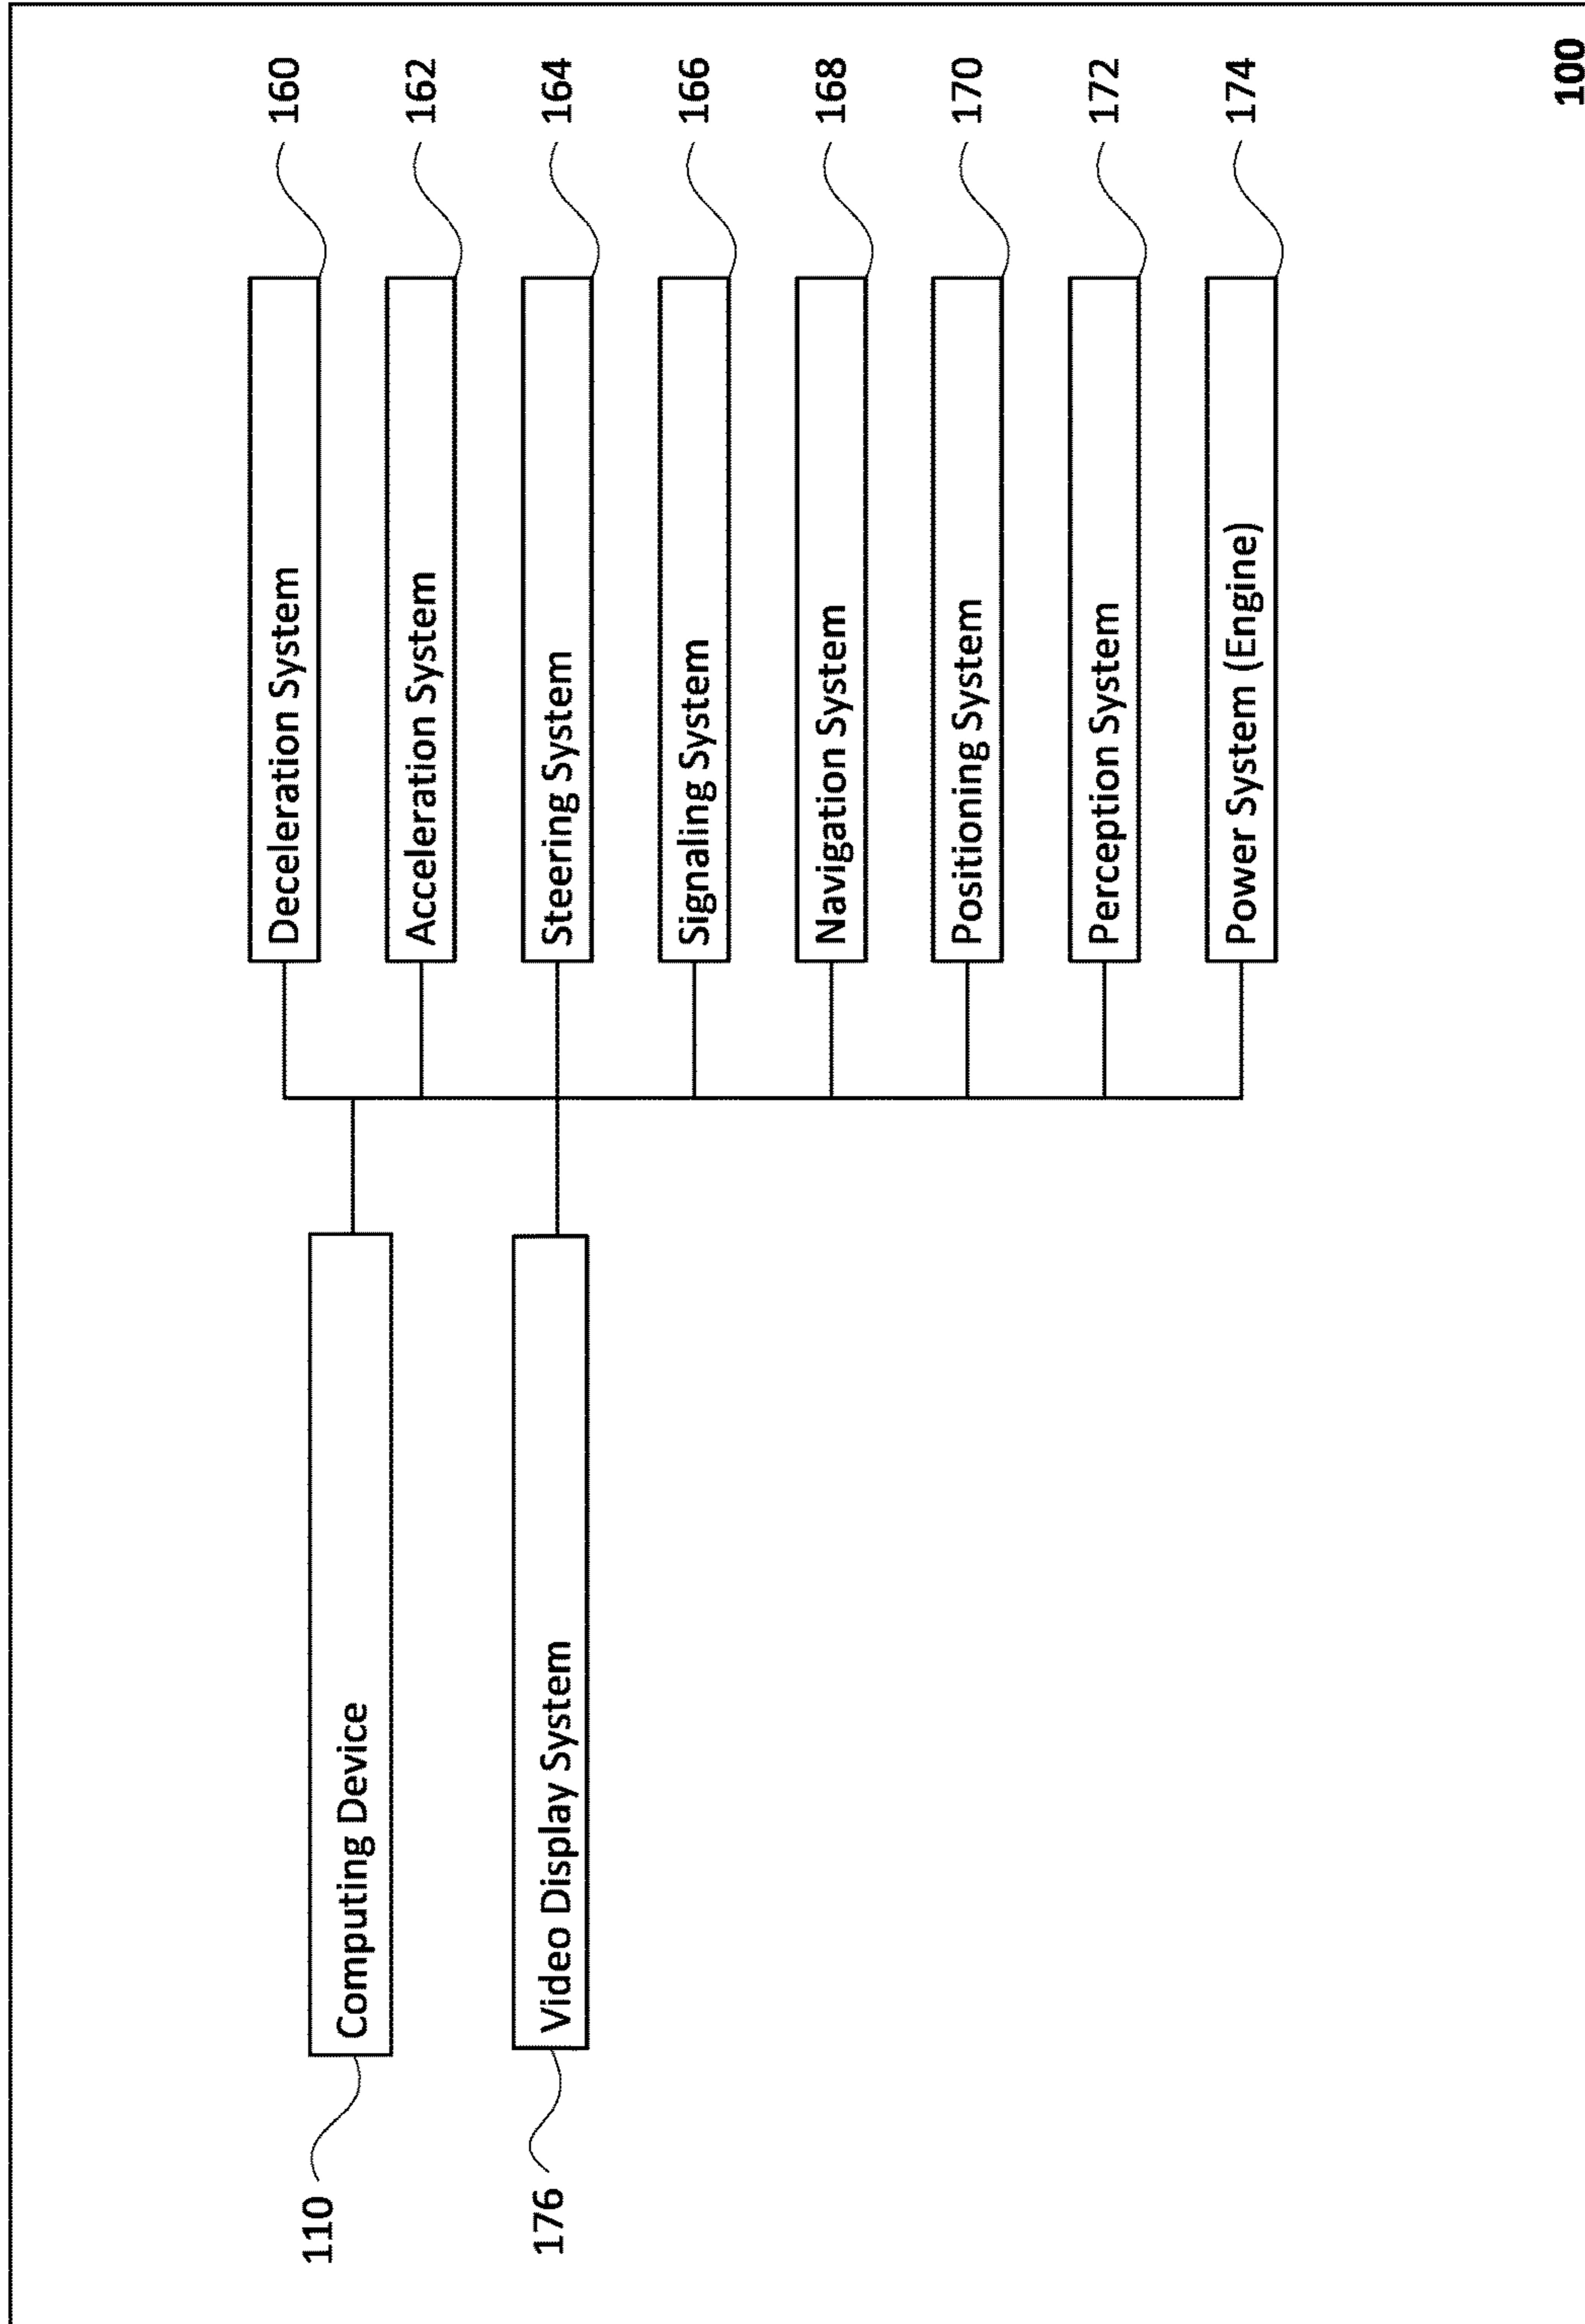 110
Computing Device
176
Video Display System
Deceleration System
160
Acceleration System
162
Steering System
164
Signaling System
166
Navigation System
168
Positioning System
170
Perception System
172
Power System (Engine)
174
100